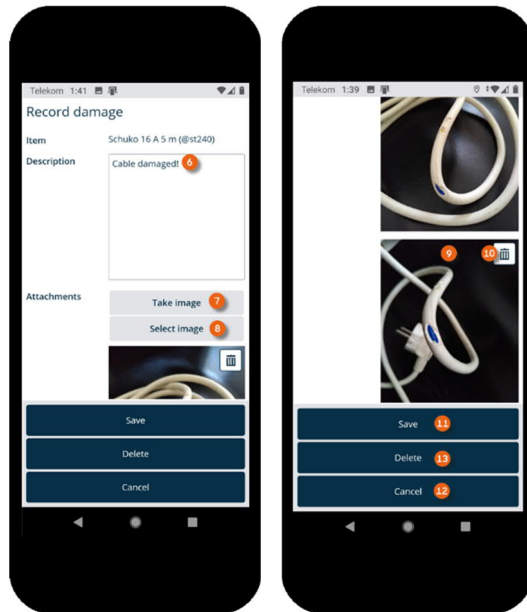 Telekom 1:41
Record damage
Item Schuko 16 A 5 m (@st240)
Description Cable damaged! 6
Attachments Take image 7
Select image 8
Save
Delete
Cancel
Telekom 1:39
9 10
Save 11
Delete 13
Cancel 12